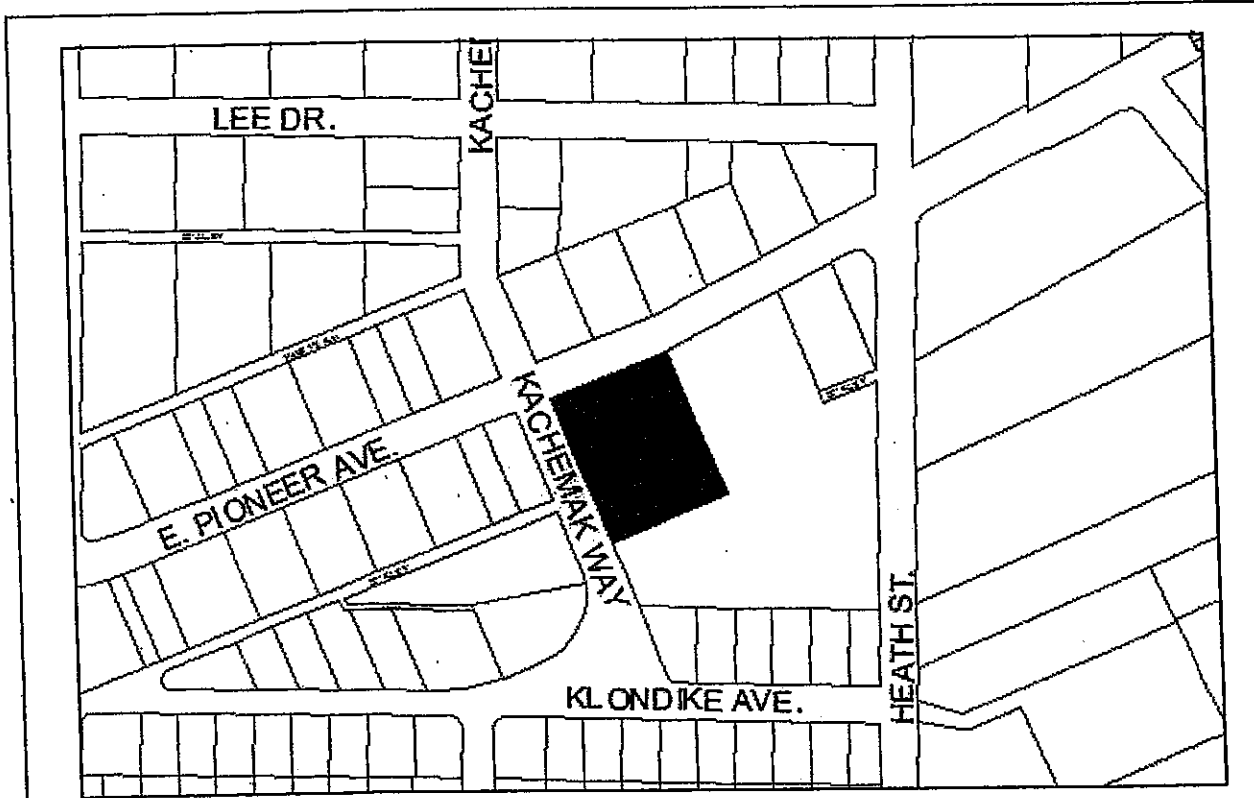 KACHE
LEE DR.
KACHEMAK WAY
E. PIONEER AVE.
HEATH ST.
KLONDIKE AVE.